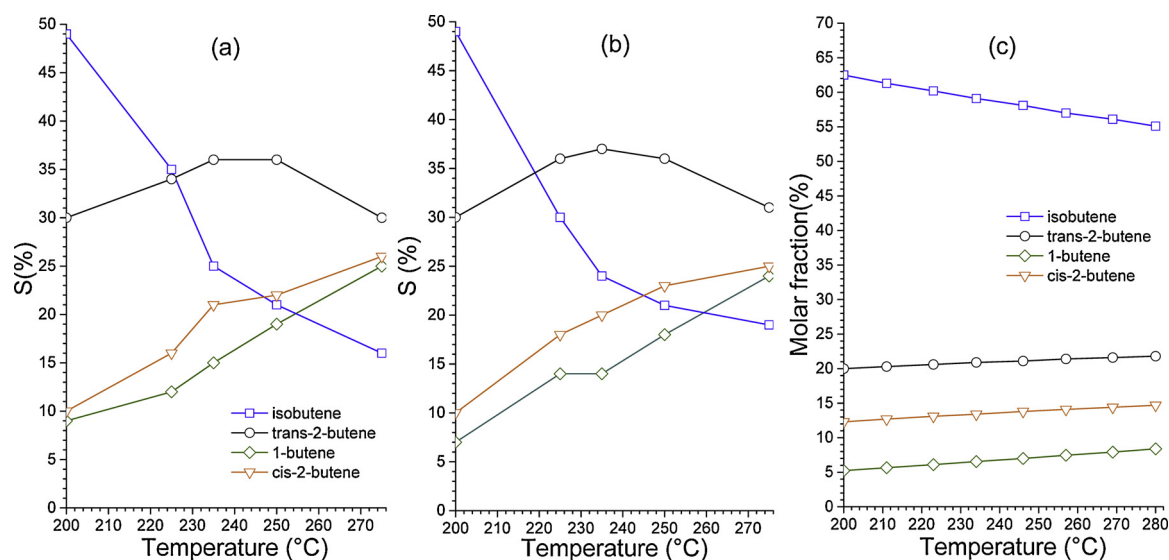 (a)
50
45
40
35
30
25
20
15
10
5
0
S(%)
200 210 220 230 240 250 260 270
Temperature (°C)
isobutene
trans-2-butene
1-butene
cis-2-butene
(b)
50
45
40
35
30
25
20
15
10
5
0
S (%)
200 210 220 230 240 250 260 270
Temperature (°C)
(c)
70
65
60
55
50
45
40
35
30
25
20
15
10
5
0
Molar fraction(%)
200 210 220 230 240 250 260 270 280
Temperature (°C)
isobutene
trans-2-butene
1-butene
cis-2-butene